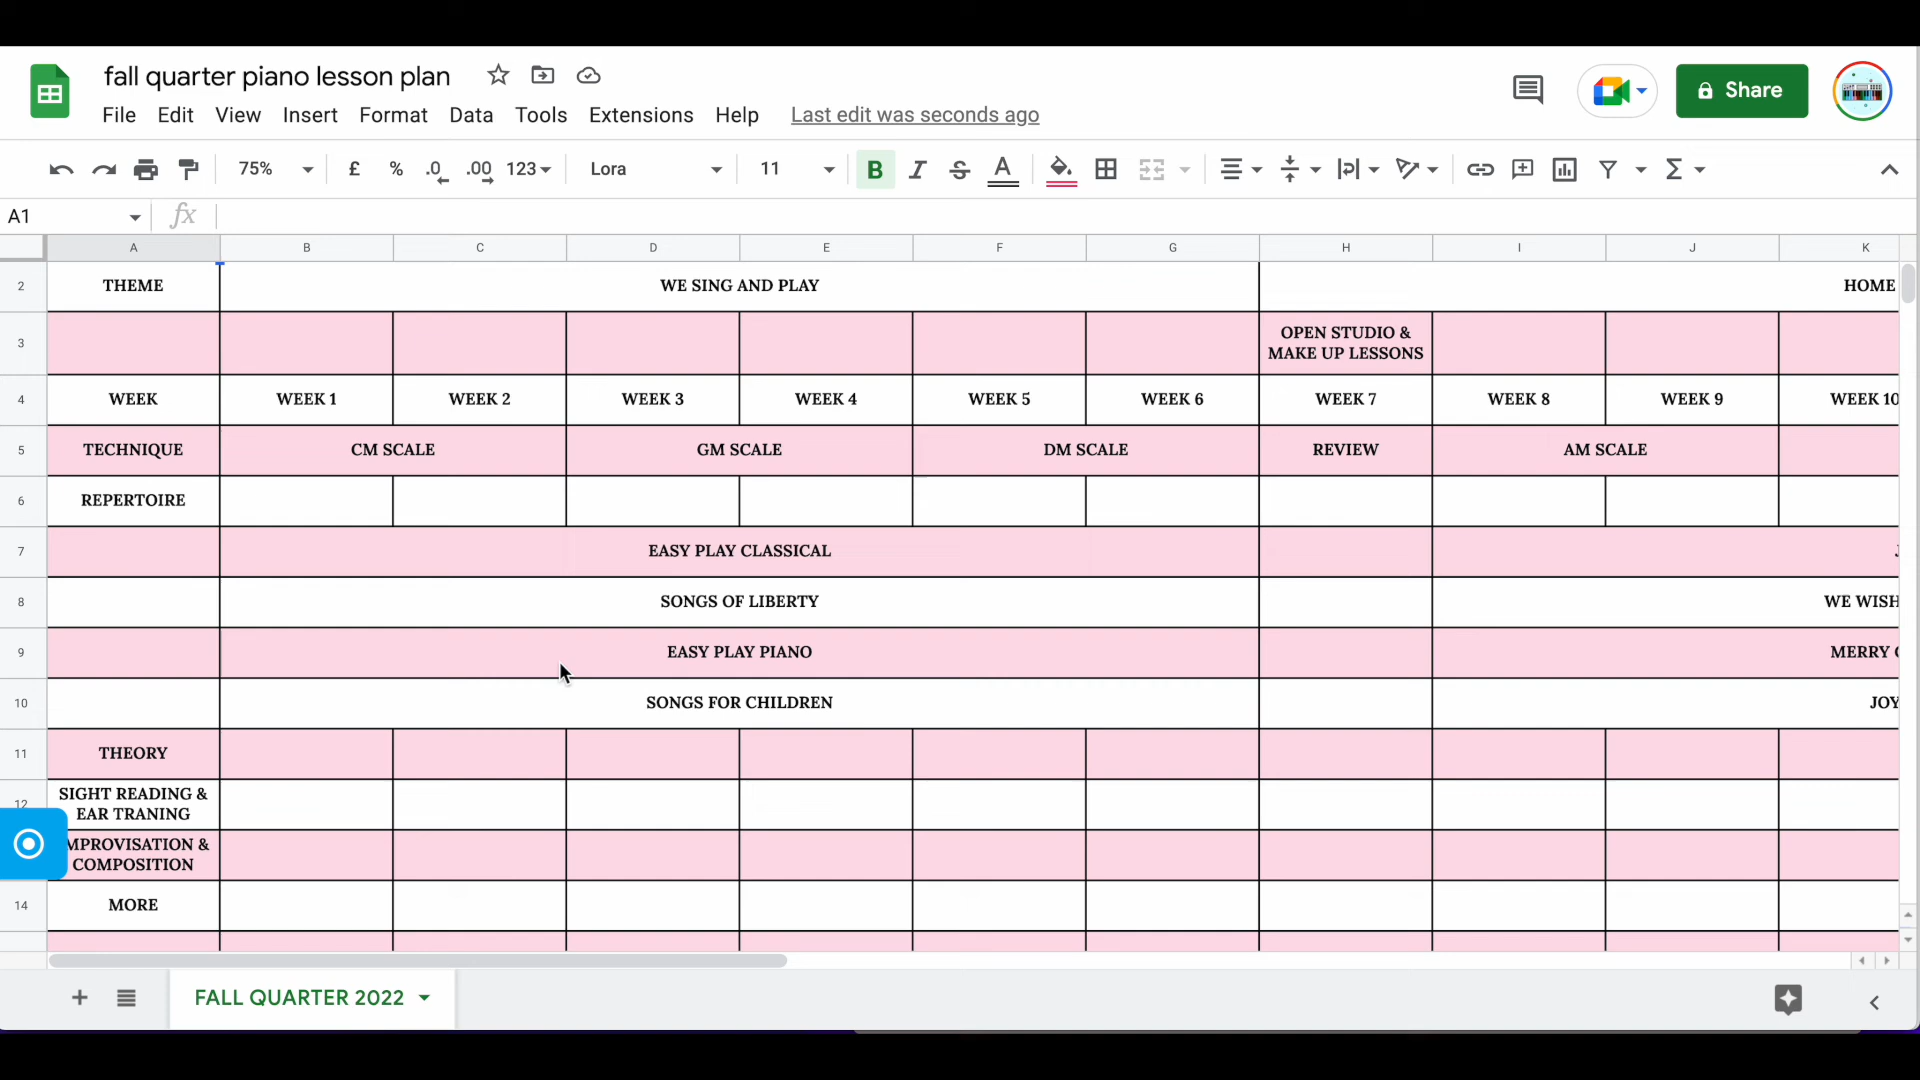 fall quarter piano lesson plan
File Edit View Insert Format Data Tools Extensions Help Last edit was seconds ago
Share
75% £ % .0 .00 123 Lora 11 B I S A Σ
A1 fx
A B C D E F G H I J K
2 THEME WE SING AND PLAY HOME
3 OPEN STUDIO &
MAKE UP LESSONS
4 WEEK WEEK 1 WEEK 2 WEEK 3 WEEK 4 WEEK 5 WEEK 6 WEEK 7 WEEK 8 WEEK 9 WEEK 10
5 TECHNIQUE CM SCALE GM SCALE DM SCALE REVIEW AM SCALE
6 REPERTOIRE
7 EASY PLAY CLASSICAL
8 SONGS OF LIBERTY WE WISH
9 EASY PLAY PIANO MERRY
10 SONGS FOR CHILDREN JOY
11 THEORY
12 SIGHT READING &
EAR TRANING
MPROVISATION &
COMPOSITION
14 MORE
FALL QUARTER 2022